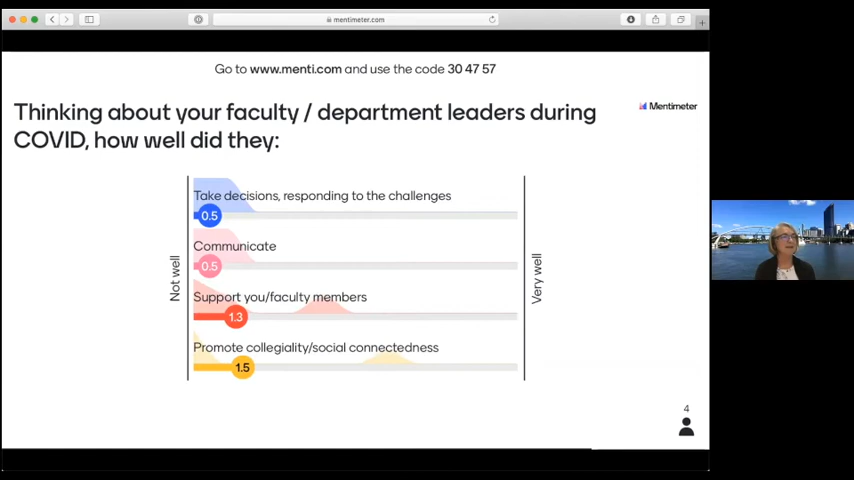 mentimeter.com
Go to www.menti.com and use the code 30 47 57
Thinking about your faculty / department leaders during
COVID, how well did they:
Mentimeter
Take decisions, responding to the challenges
0.5
Communicate
0.5
Support you/faculty members
1.3
Promote collegiality/social connectedness
1.5
Not well
Very well
4